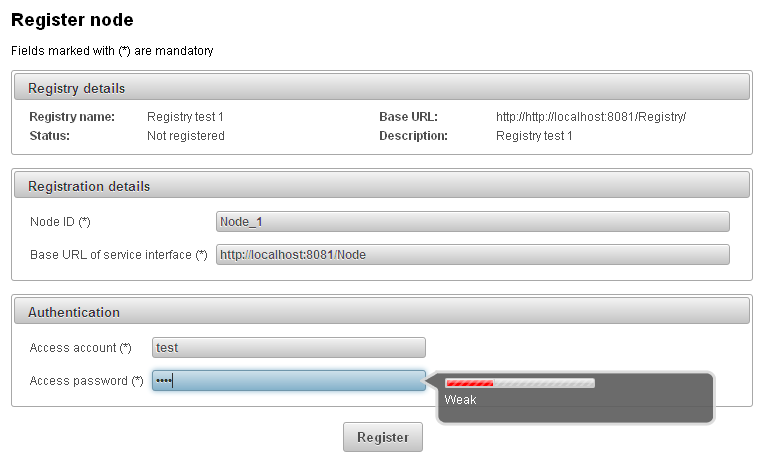 Register node
Fields marked with (*) are mandatory
Registry details
Registry name: Registry test 1 Base URL: http://http://localhost:8081/Registry/
Status: Not registered Description: Registry test 1
Registration details
Node ID (*) Node_1
Base URL of service interface (*) http://localhost:8081/Node
Authentication
Access account (*) test
Access password (*) ••••
Weak
Register